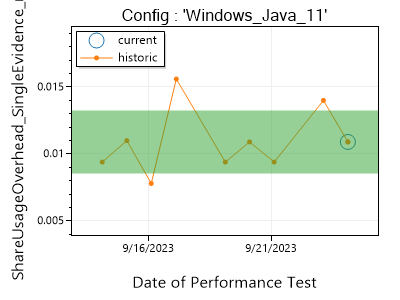 Config : 'Windows_Java_11'
current
historic
ShareUsageOverhead_SingleEvidence_
0.015
0.01
0.005
9/16/2023
9/21/2023
Date of Performance Test